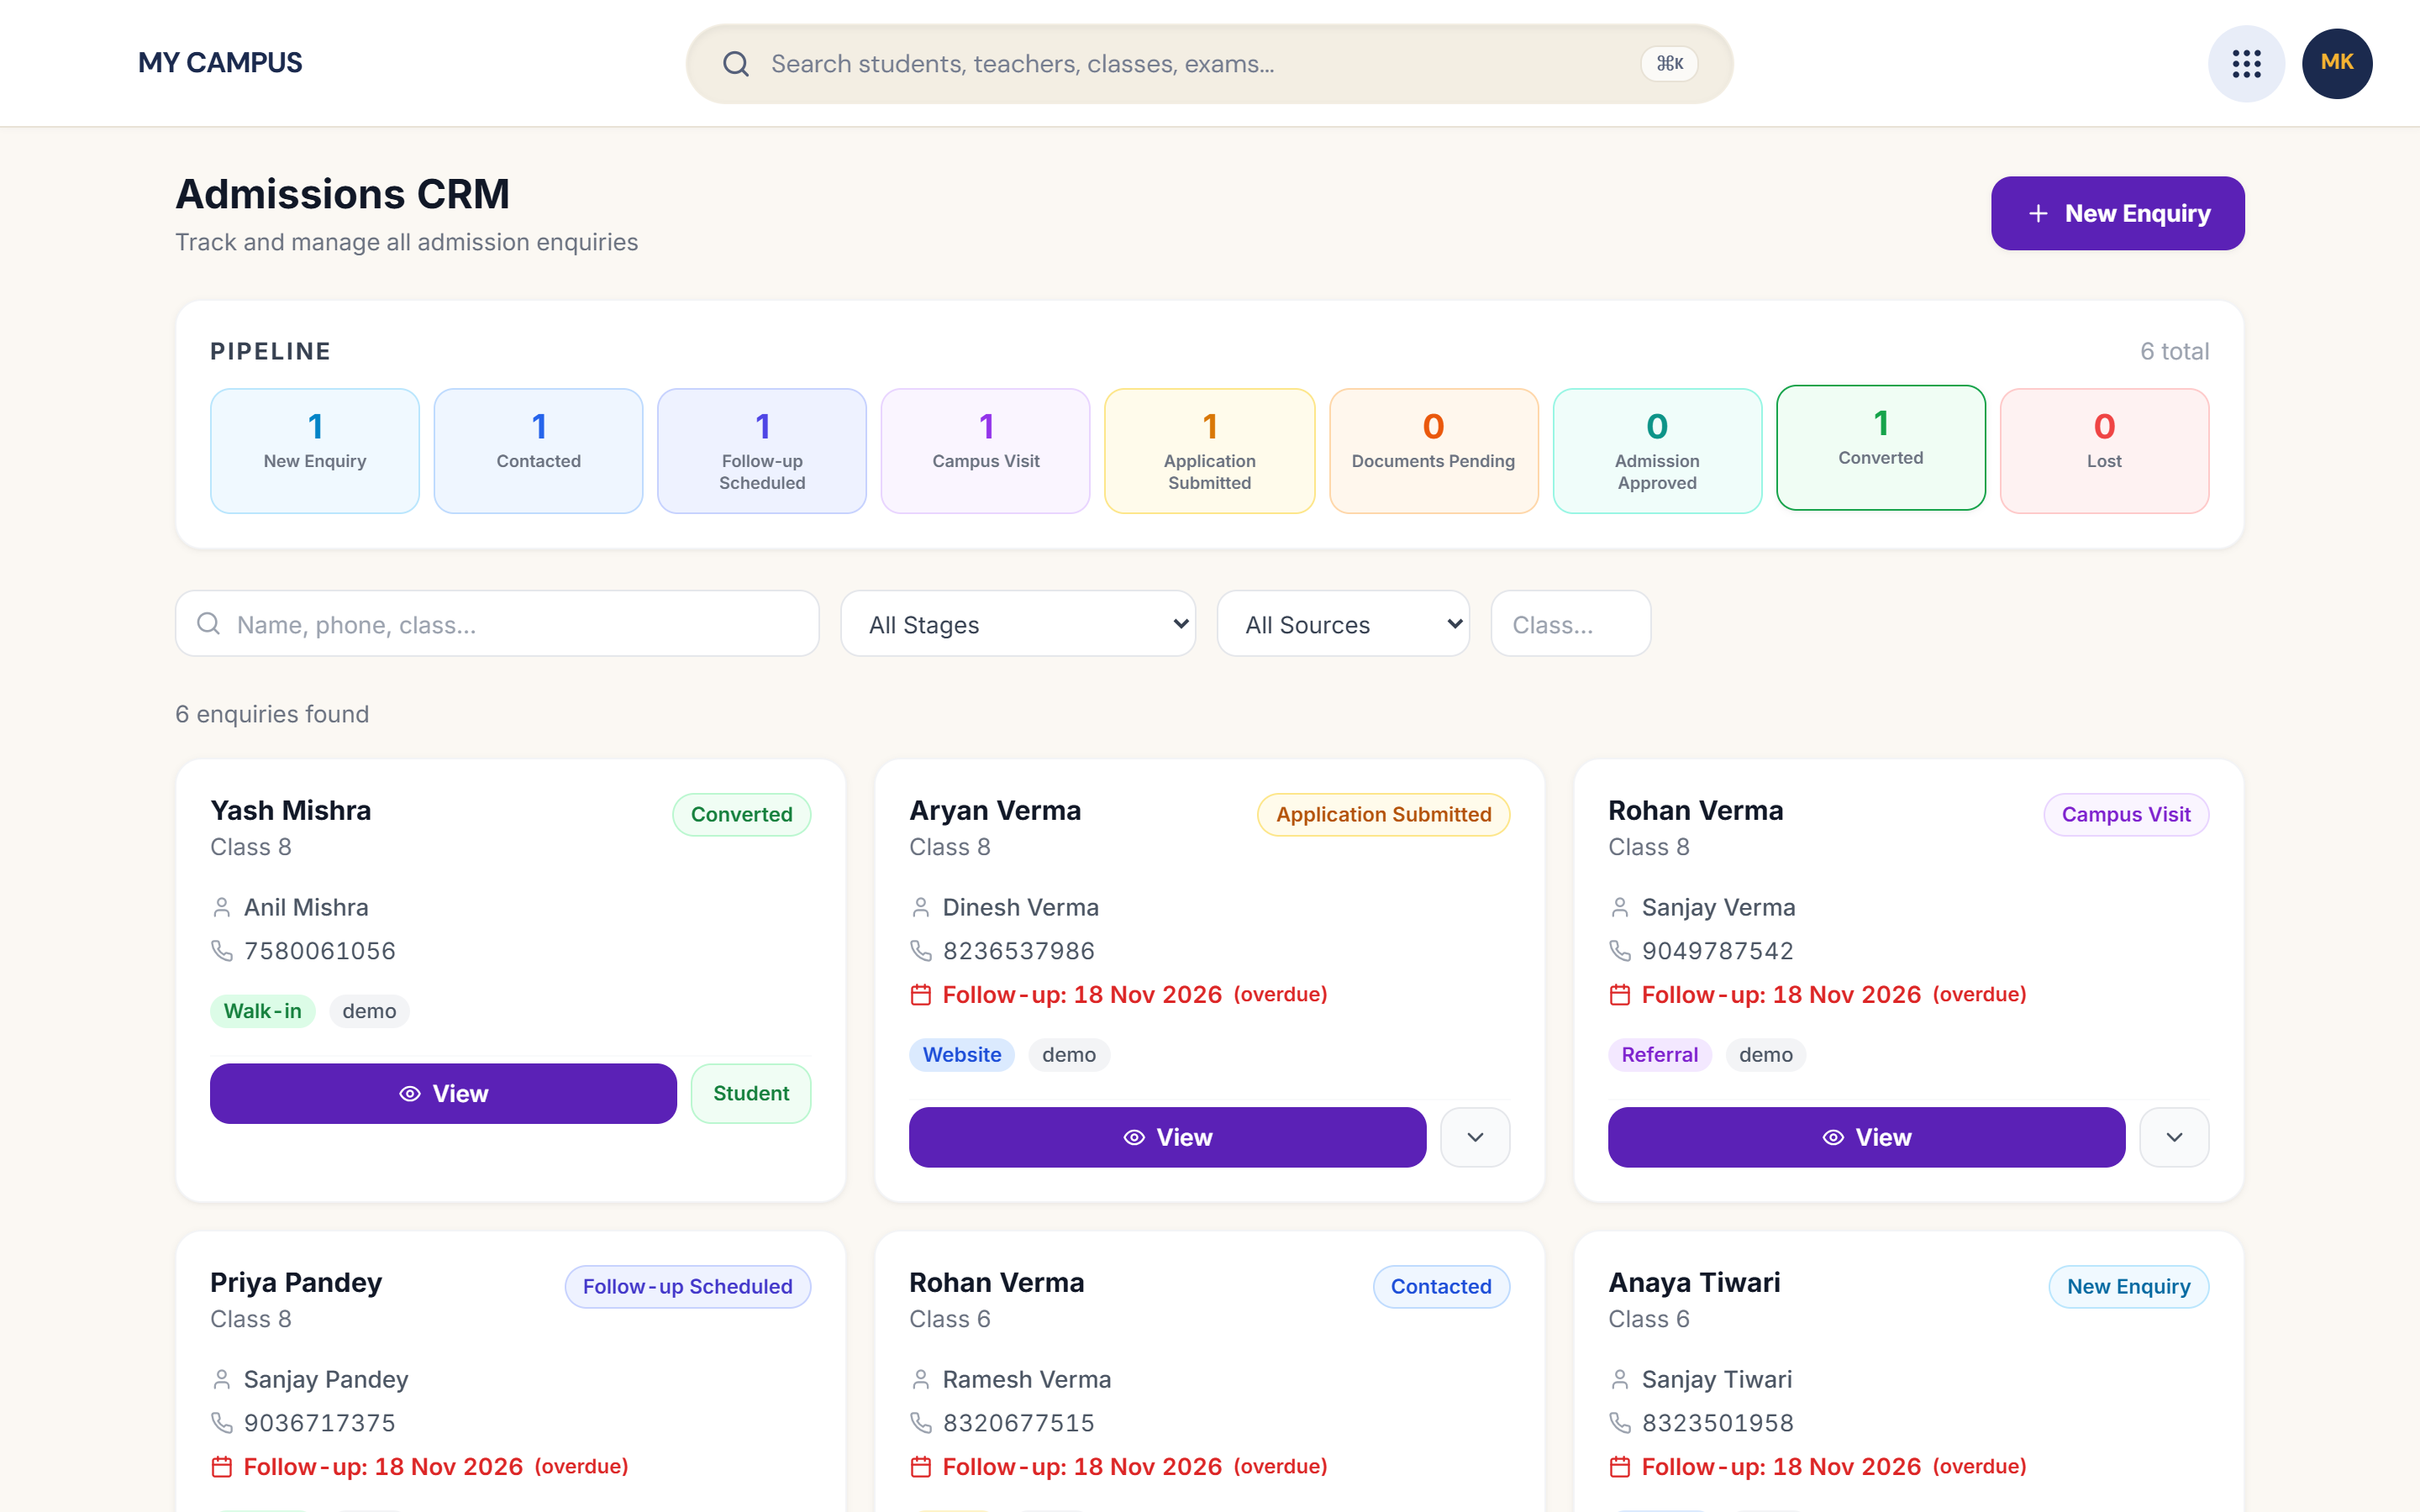 MY CAMPUS
Search students, teachers, classes, exams...
⌘K
MK
Admissions CRM
Track and manage all admission enquiries
+ New Enquiry
PIPELINE
6 total
1
New Enquiry
1
Contacted
1
Follow-up
Scheduled
1
Campus Visit
1
Application
Submitted
0
Documents Pending
0
Admission
Approved
1
Converted
0
Lost
Name, phone, class...
All Stages
All Sources
Class...
6 enquiries found
Yash Mishra
Converted
Class 8
Anil Mishra
7580061056
Walk-in
demo
View
Student
Aryan Verma
Application Submitted
Class 8
Dinesh Verma
8236537986
Follow-up: 18 Nov 2026 (overdue)
Website
demo
View
Rohan Verma
Campus Visit
Class 8
Sanjay Verma
9049787542
Follow-up: 18 Nov 2026 (overdue)
Referral
demo
View
Priya Pandey
Follow-up Scheduled
Class 8
Sanjay Pandey
9036717375
Follow-up: 18 Nov 2026 (overdue)
Rohan Verma
Contacted
Class 6
Ramesh Verma
8320677515
Follow-up: 18 Nov 2026 (overdue)
Anaya Tiwari
New Enquiry
Class 6
Sanjay Tiwari
8323501958
Follow-up: 18 Nov 2026 (overdue)